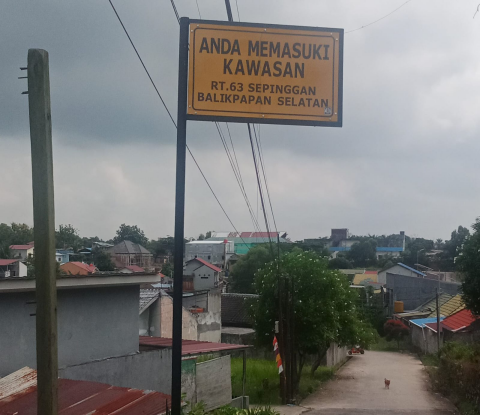 ANDA MEMASUKI
KAWASAN
RT.63 SEPINGGAN
BALIKPAPAN SELATAN